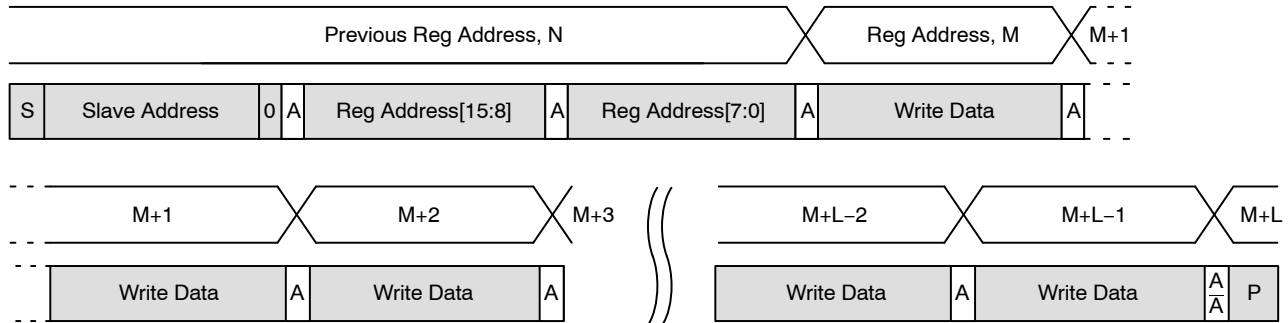 Previous Reg Address, N Reg Address, M M+1
S Slave Address 0 A Reg Address[15:8] A Reg Address[7:0] A Write Data A
M+1 M+2 M+3 M+L−2 M+L−1 M+L
Write Data A Write Data A Write Data A Write Data A/A̅ P